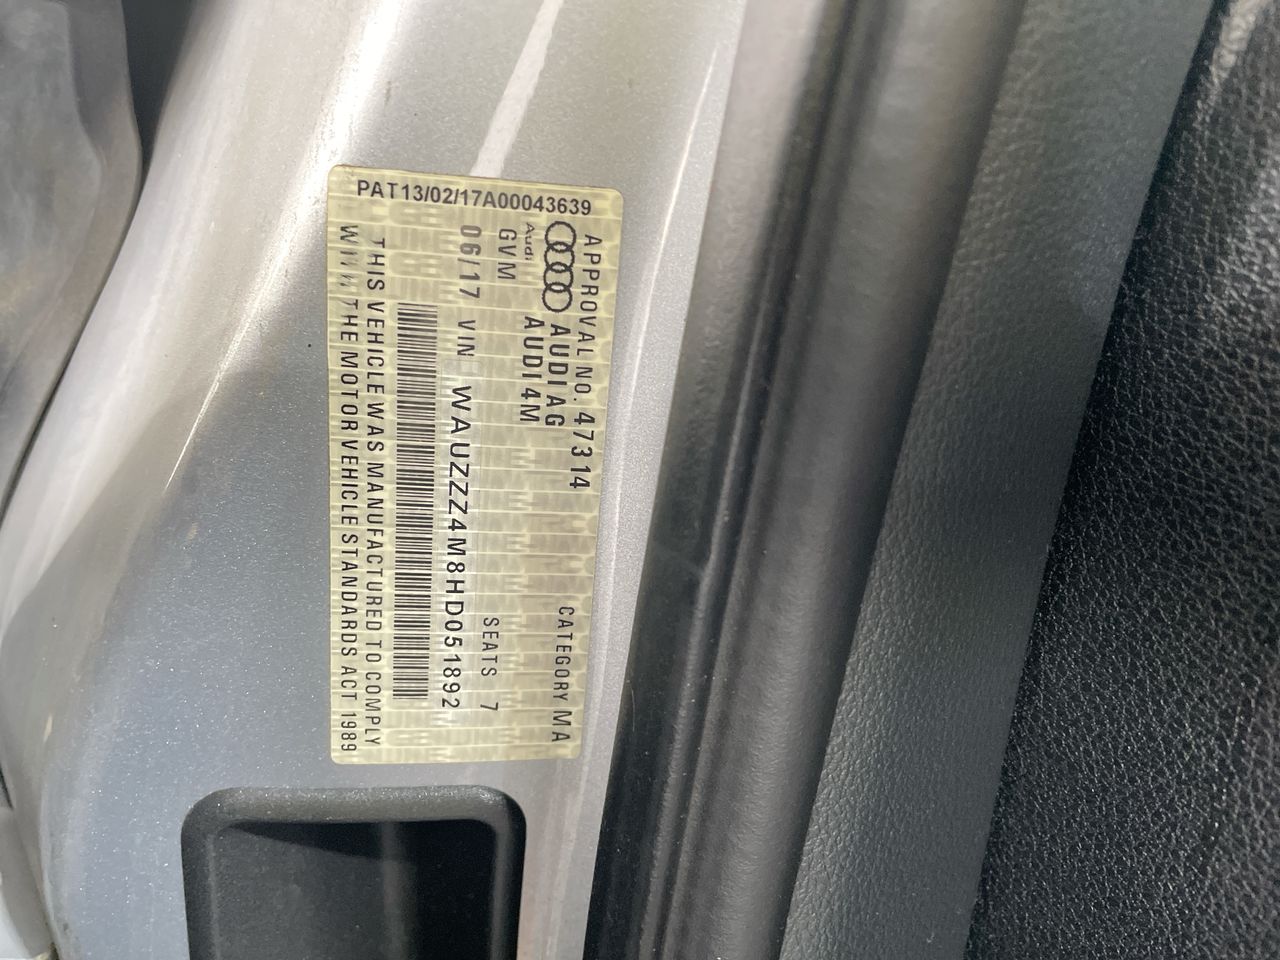 PAT13/02/17A00043639
APPROVAL NO. 47314 CATEGORY MA
AUDI AG
Audi AUDI 4M
GVM SEATS 7
06/17 VIN WAUZZZ4M8HD051892
THIS VEHICLE WAS MANUFACTURED TO COMPLY
WITH THE MOTOR VEHICLE STANDARDS ACT 1989